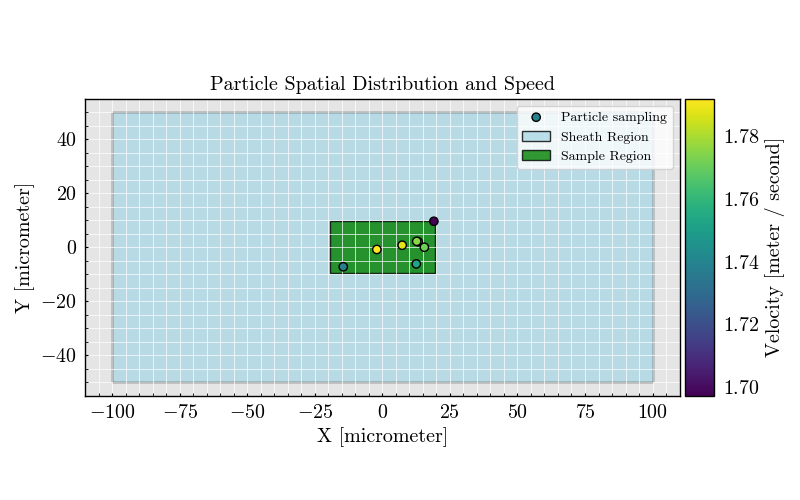 Particle Spatial Distribution and Speed
Particle sampling
Sheath Region
Sample Region
40
20
0
−20
−40
Y [micrometer]
−100 −75 −50 −25 0 25 50 75 100
X [micrometer]
1.78
1.76
1.74
1.72
1.70
Velocity [meter / second]